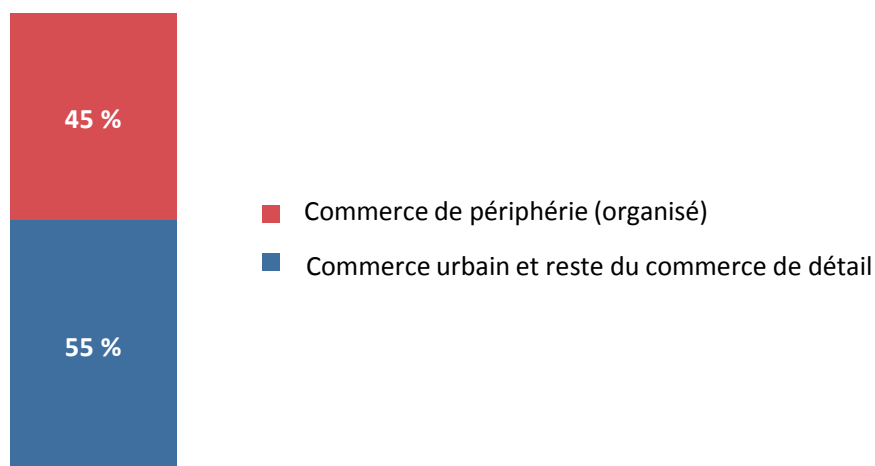 45 %
Commerce de périphérie (organisé)
Commerce urbain et reste du commerce de détail
55 %